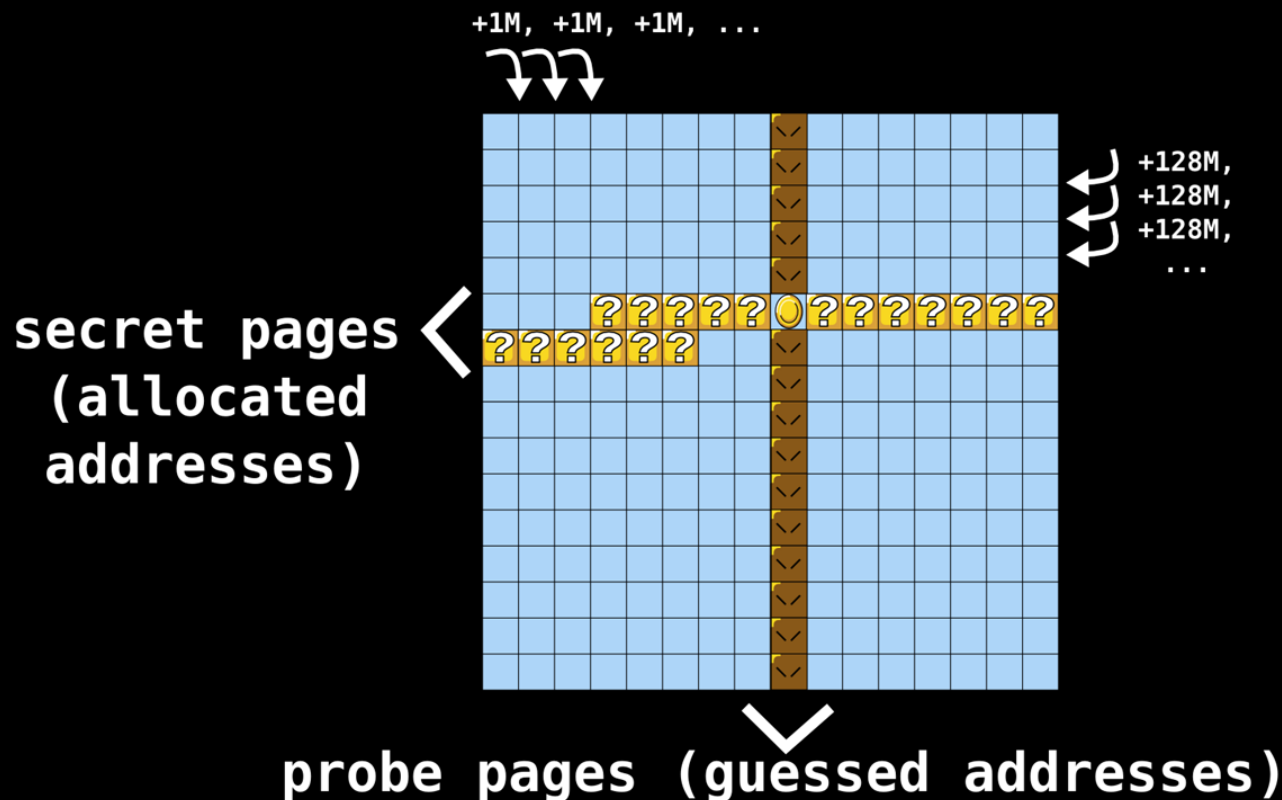 +1M, +1M, +1M, ...
+128M,
+128M,
+128M,
...
? ? ? ? ? ? ? ? ? ? ? ?
? ? ? ? ? ?
secret pages
(allocated
addresses)
probe pages (guessed addresses)